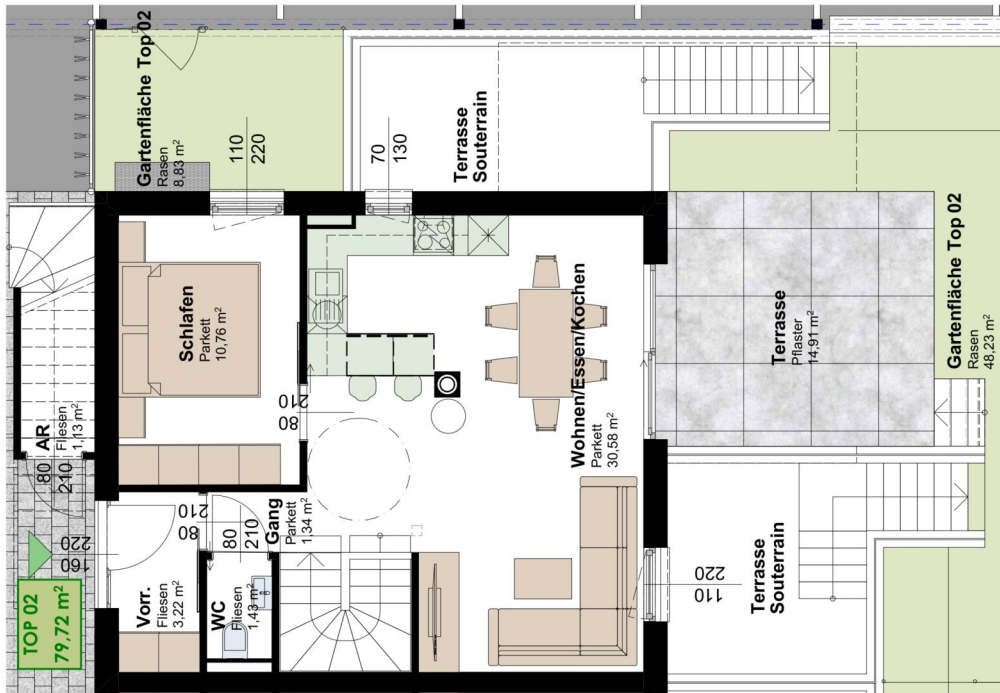 Gartenfläche Top 02
Rasen
8,83 m²
110
220
70
130
Terrasse
Souterrain
Schlafen
Parkett
10,76 m²
AR
Fliesen
1,13 m²
80
210
80
210
Wohnen/Essen/Kochen
Parkett
30,58 m²
Terrasse
Pflaster
14,91 m²
Gartenfläche Top 02
Rasen
48,23 m²
160
220
TOP 02
79,72 m²
Vorr.
Fliesen
3,22 m²
80
210
80
210
Gang
Parkett
1,34 m²
WC
Fliesen
1,43 m²
110
220
Terrasse
Souterrain